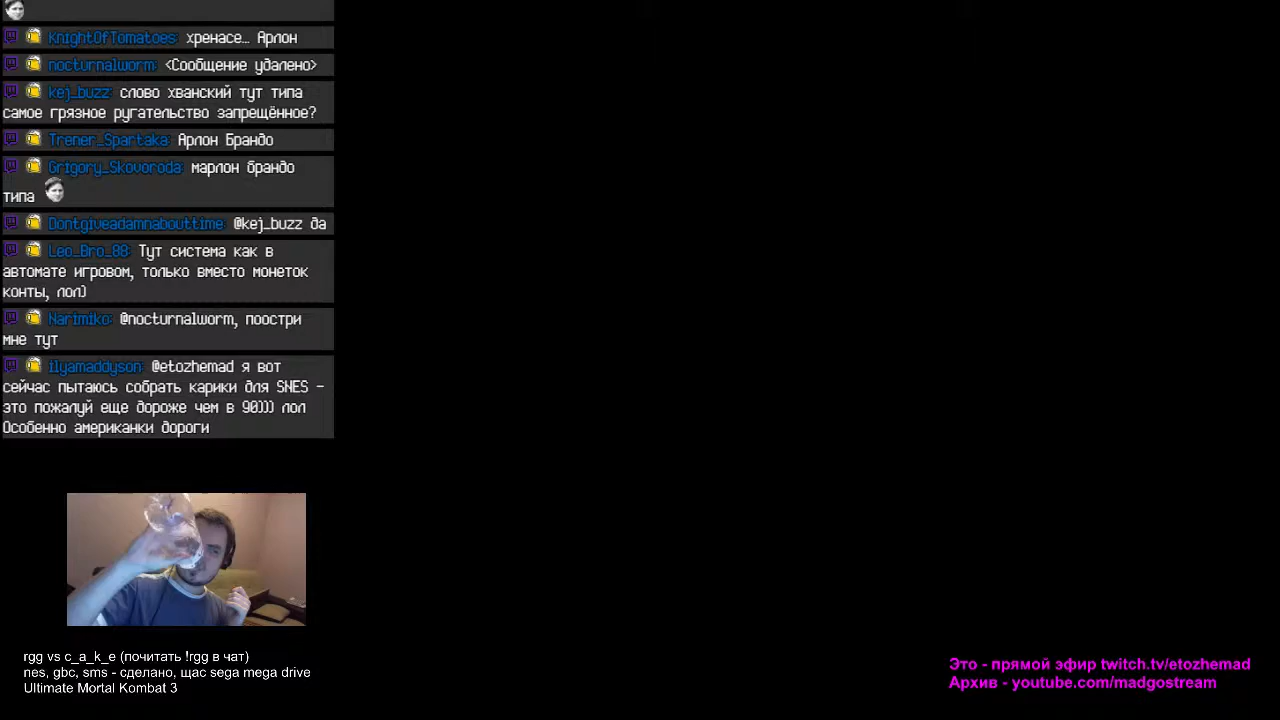 KnightOfTomatoes: хренасе… Арлон
nocturnalworm: <Сообщение удалено>
kej_buzz: слово хванский тут типа
самое грязное ругательство запрещённое?
Trener_Spartaka: Арлон Брандо
Grigory_Skovoroda: марлон брандо
типа
Dontgiveadamnabouttime: @kej_buzz да
Leo_Bro_88: Тут система как в
автомате игровом, только вместо монеток
конты, лол)
Narimiko: @nocturnalworm, поостри
мне тут
ilyamaddyson: @etozhemad я вот
сейчас пытаюсь собрать карики для SNES -
это пожалуй еще дороже чем в 90))) лол
Особенно американки дороги
rgg vs c_a_k_e (почитать !rgg в чат)
nes, gbc, sms - сделано, щас sega mega drive
Ultimate Mortal Kombat 3
Это - прямой эфир twitch.tv/etozhemad
Архив - youtube.com/madgostream